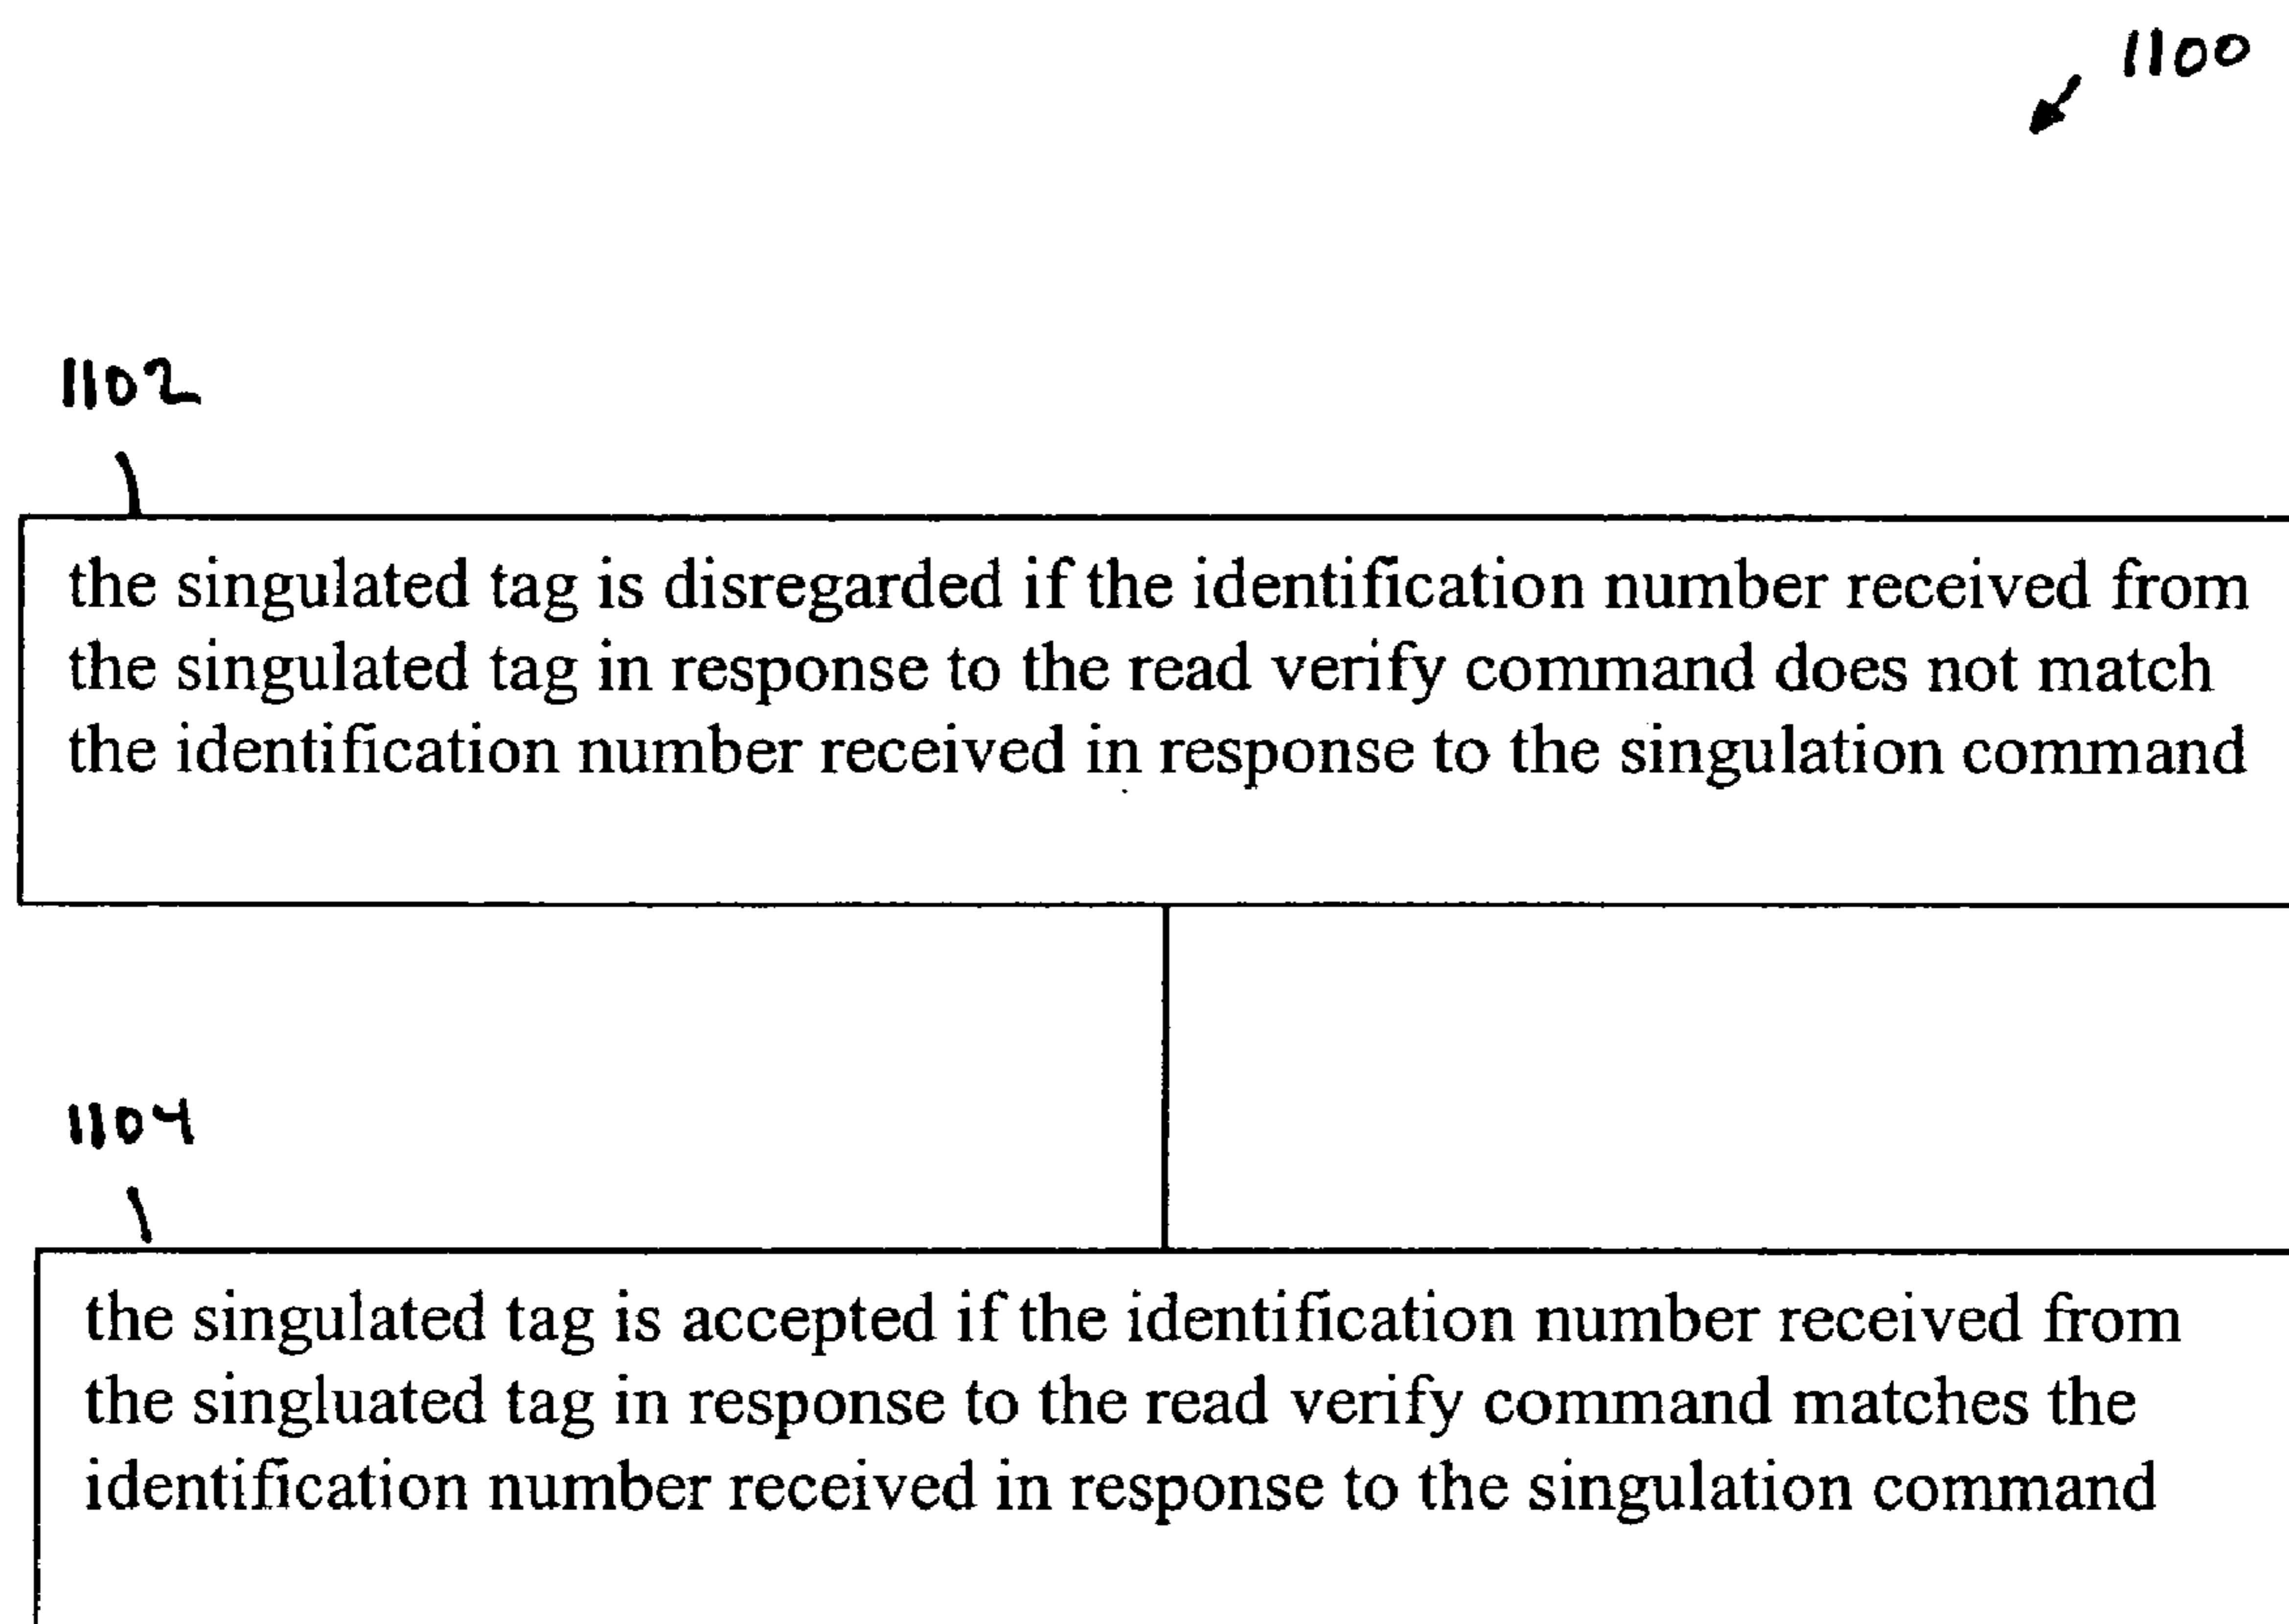 1100
1102
the singulated tag is disregarded if the identification number received from
the singulated tag in response to the read verify command does not match
the identification number received in response to the singulation command
1104
the singulated tag is accepted if the identification number received from
the singluated tag in response to the read verify command matches the
identification number received in response to the singulation command